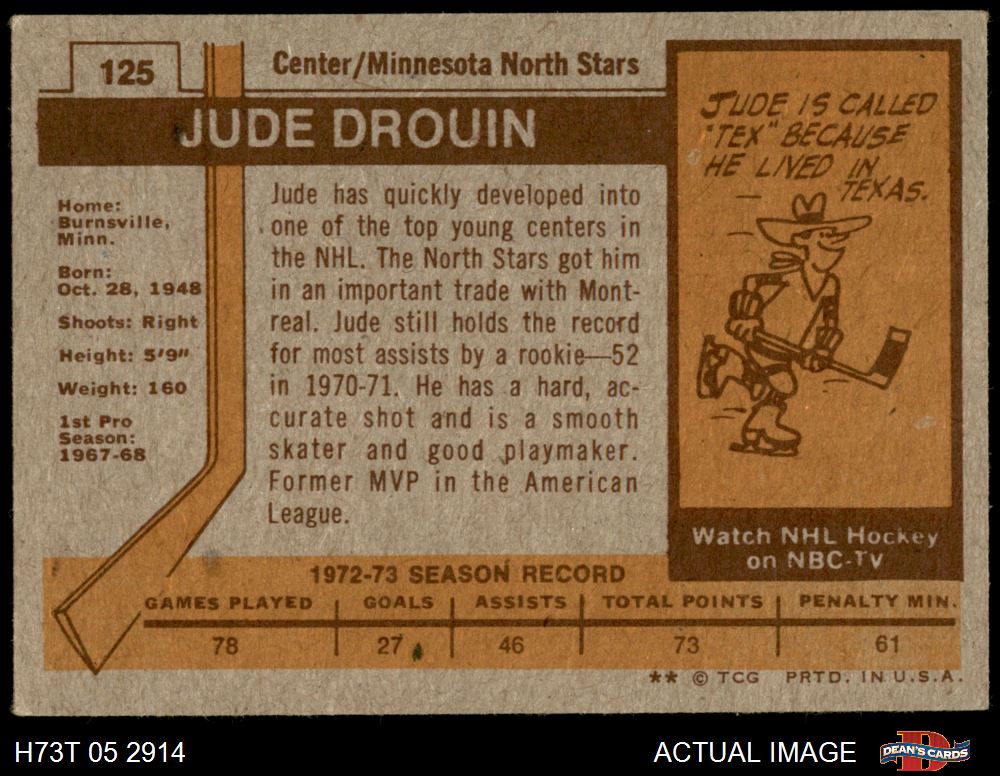 125
Center/Minnesota North Stars
JUDE DROUIN
Home:
Burnsville,
Minn.
Born:
Oct. 28, 1948
Shoots: Right
Height: 5'9"
Weight: 160
1st Pro
Season:
1967-68
Jude has quickly developed into
one of the top young centers in
the NHL. The North Stars got him
in an important trade with Mont-
real. Jude still holds the record
for most assists by a rookie—52
in 1970-71. He has a hard, ac-
curate shot and is a smooth
skater and good playmaker.
Former MVP in the American
League.
JUDE IS CALLED
"TEX" BECAUSE
HE LIVED IN
TEXAS.
Watch NHL Hockey
on NBC-TV
1972-73 SEASON RECORD
GAMES PLAYED GOALS ASSISTS TOTAL POINTS PENALTY MIN.
78 27 46 73 61
** © TCG PRTD. IN U.S.A.
H73T 05 2914
ACTUAL IMAGE
D
DEAN'S CARDS